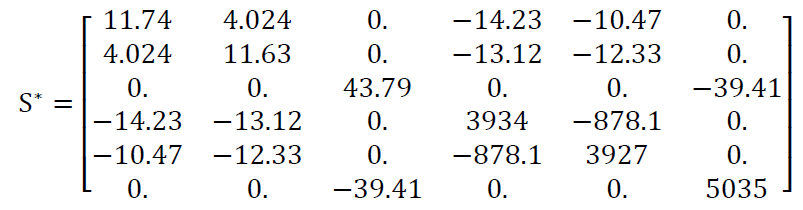 11.74 4.024 0. −14.23 −10.47 0.
4.024 11.63 0. −13.12 −12.33 0.
0. 0. 43.79 0. 0. −39.41
S* =
−14.23 −13.12 0. 3934 −878.1 0.
−10.47 −12.33 0. −878.1 3927 0.
0. 0. −39.41 0. 0. 5035